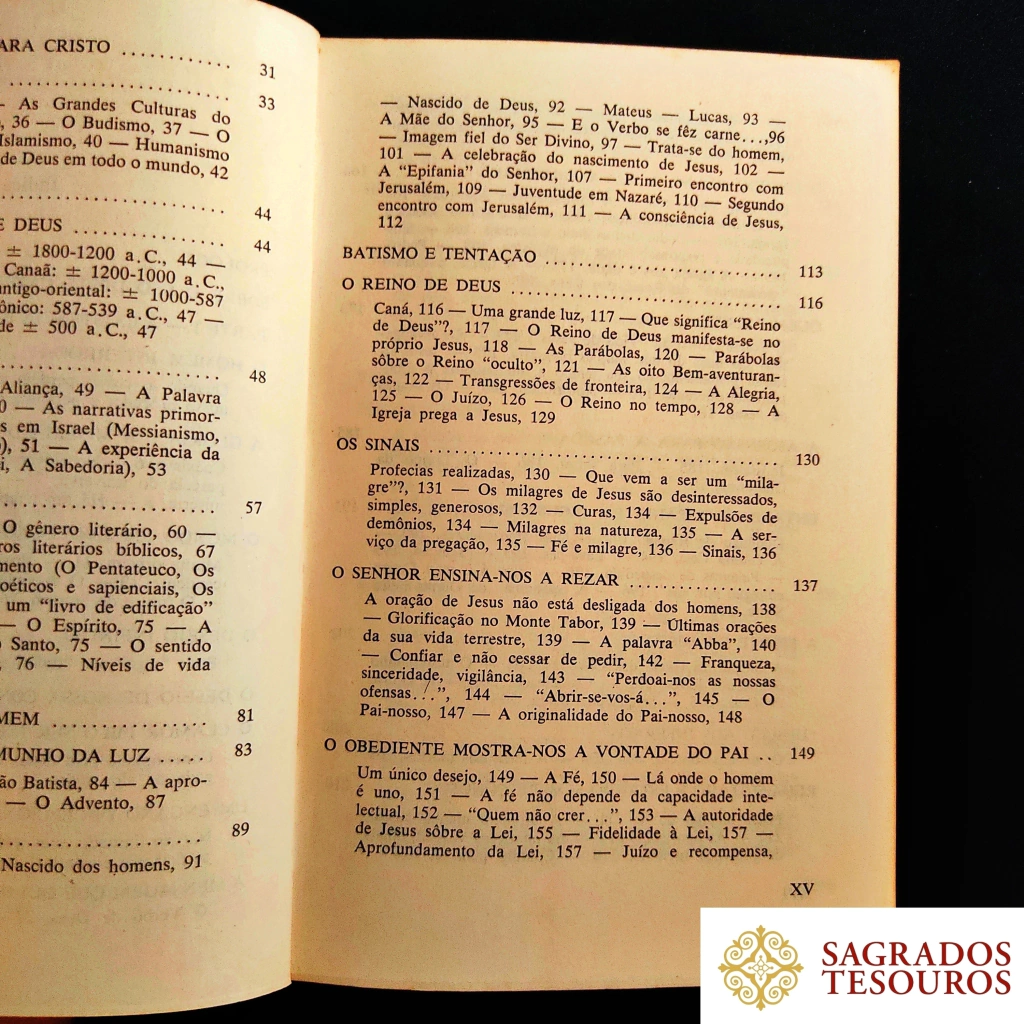 ARA CRISTO ............ 31
................ 33
- As Grandes Culturas do
, 36 — O Budismo, 37 — O
Islamismo, 40 — Humanismo
de Deus em todo o mundo, 42
................ 44
E DEUS ................ 44
± 1800-1200 a.C., 44 —
Canaã: ± 1200-1000 a.C.,
ntigo-oriental: ± 1000-587
ônico: 587-539 a.C., 47 —
de ± 500 a.C., 47
................ 48
Aliança, 49 — A Palavra
0 — As narrativas primor-
s em Israel (Messianismo,
), 51 — A experiência da
i, A Sabedoria), 53
................ 57
O gênero literário, 60 —
ros literários bíblicos, 67
mento (O Pentateuco, Os
oéticos e sapienciais, Os
um “livro de edificação”
— O Espírito, 75 — A
Santo, 75 — O sentido
, 76 — Níveis de vida
MEM ................ 81
MUNHO DA LUZ ..... 83
ão Batista, 84 — A apro-
— O Advento, 87
................ 89
Nascido dos homens, 91
— Nascido de Deus, 92 — Mateus — Lucas, 93 —
A Mãe do Senhor, 95 — E o Verbo se fêz carne...,96
— Imagem fiel do Ser Divino, 97 — Trata-se do homem,
101 — A celebração do nascimento de Jesus, 102 —
A “Epifania” do Senhor, 107 — Primeiro encontro com
Jerusalém, 109 — Juventude em Nazaré, 110 — Segundo
encontro com Jerusalém, 111 — A consciência de Jesus,
112
BATISMO E TENTAÇÃO ................ 113
O REINO DE DEUS ................ 116
Caná, 116 — Uma grande luz, 117 — Que significa “Reino
de Deus”?, 117 — O Reino de Deus manifesta-se no
próprio Jesus, 118 — As Parábolas, 120 — Parábolas
sôbre o Reino “oculto”, 121 — As oito Bem-aventuran-
ças, 122 — Transgressões de fronteira, 124 — A Alegria,
125 — O Juízo, 126 — O Reino no tempo, 128 — A
Igreja prega a Jesus, 129
OS SINAIS ................ 130
Profecias realizadas, 130 — Que vem a ser um “mila-
gre”?, 131 — Os milagres de Jesus são desinteressados,
simples, generosos, 132 — Curas, 134 — Expulsões de
demônios, 134 — Milagres na natureza, 135 — A ser-
viço da pregação, 135 — Fé e milagre, 136 — Sinais, 136
O SENHOR ENSINA-NOS A REZAR ................ 137
A oração de Jesus não está desligada dos homens, 138
— Glorificação no Monte Tabor, 139 — Últimas orações
da sua vida terrestre, 139 — A palavra “Abba”, 140
— Confiar e não cessar de pedir, 142 — Franqueza,
sinceridade, vigilância, 143 — “Perdoai-nos as nossas
ofensas...”, 144 — “Abrir-se-vos-á...”, 145 — O
Pai-nosso, 147 — A originalidade do Pai-nosso, 148
O OBEDIENTE MOSTRA-NOS A VONTADE DO PAI .. 149
Um único desejo, 149 — A Fé, 150 — Lá onde o homem
é uno, 151 — A fé não depende da capacidade inte-
lectual, 152 — “Quem não crer...”, 153 — A autoridade
de Jesus sôbre a Lei, 155 — Fidelidade à Lei, 157 —
Aprofundamento da Lei, 157 — Juízo e recompensa,
XV
SAGRADOS
TESOUROS